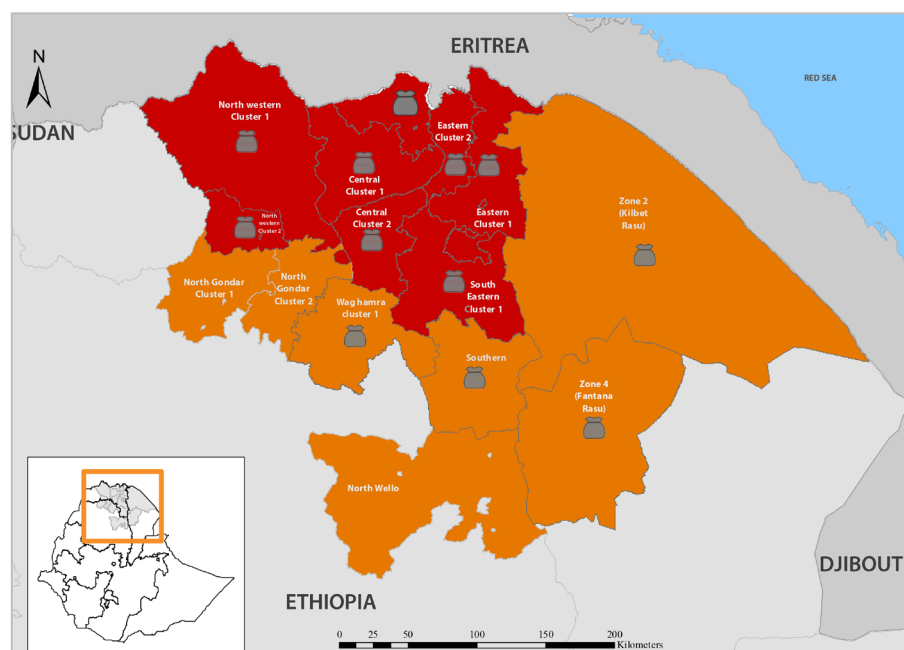 ERITREA
RED SEA
N
SUDAN
North western
Cluster 1
Eastern
Cluster 2
Central
Cluster 1
North
western
Cluster 2
Central
Cluster 2
Eastern
Cluster 1
Zone 2
(Kilbet
Rasu)
North Gondar
Cluster 1
North
Gondar
Cluster 2
South
Eastern
Cluster 1
Wag hamra
cluster 1
Southern
Zone 4
(Fantana
Rasu)
North Wello
DJIBOUT
ETHIOPIA
0 25 50 100 150 200
Kilometers